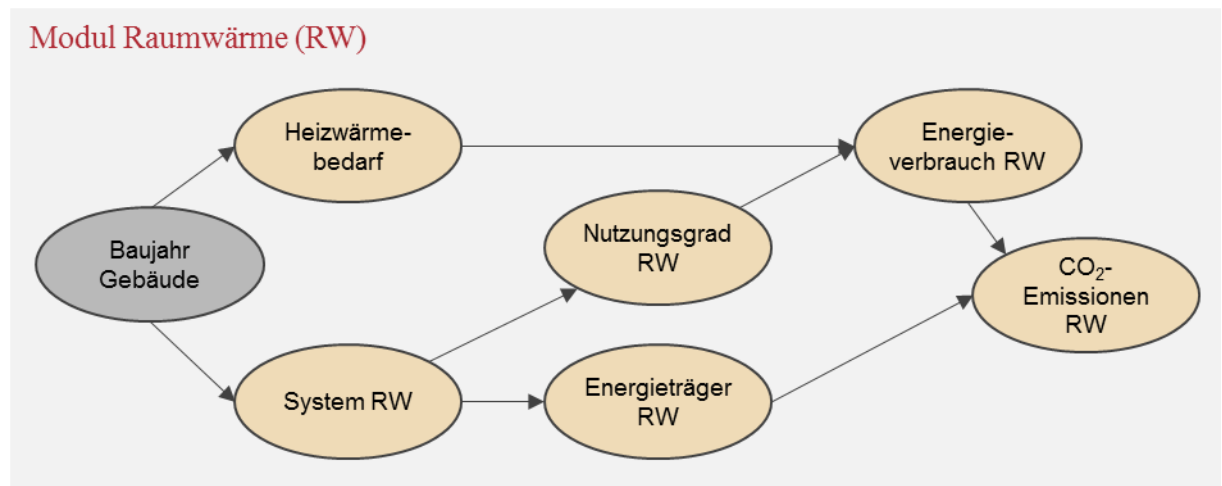 Modul Raumwärme (RW)
Heizwärme-
bedarf
Energie-
verbrauch RW
Baujahr
Gebäude
Nutzungsgrad
RW
CO₂-
Emissionen
RW
System RW
Energieträger
RW